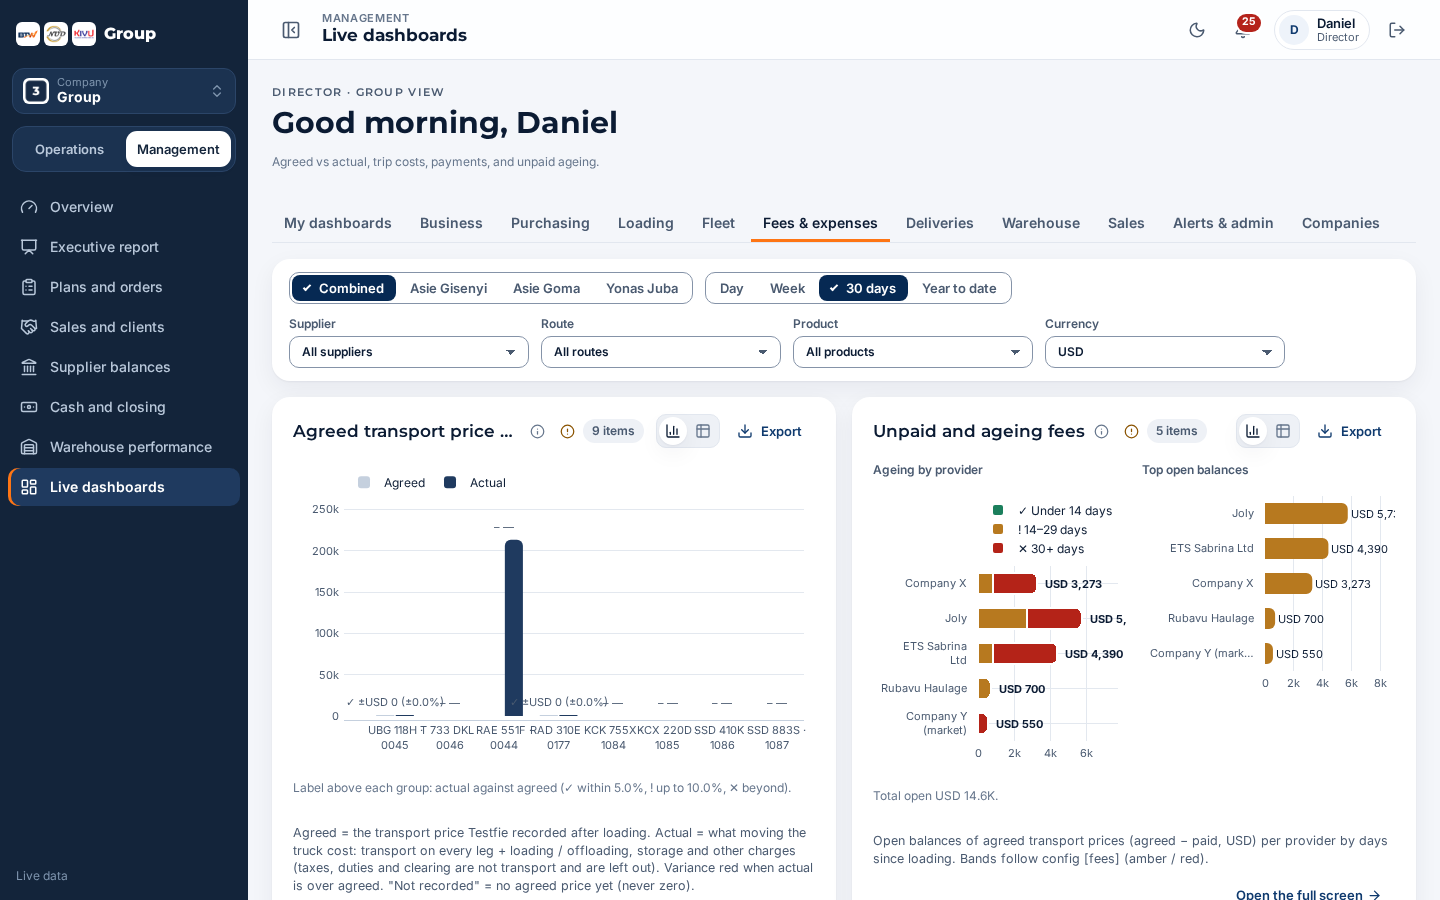 Group
Company
3
Group
Operations
Management
Overview
Executive report
Plans and orders
Sales and clients
Supplier balances
Cash and closing
Warehouse performance
Live dashboards
Live data
MANAGEMENT
Live dashboards
25
D
Daniel
Director
DIRECTOR · GROUP VIEW
Good morning, Daniel
Agreed vs actual, trip costs, payments, and unpaid ageing.
My dashboards Business Purchasing Loading Fleet Fees & expenses Deliveries Warehouse Sales Alerts & admin Companies
✓ Combined Asie Gisenyi Asie Goma Yonas Juba
Day Week ✓ 30 days Year to date
Supplier Route Product Currency
All suppliers All routes All products USD
Agreed transport price ...
9 items
Export
Agreed Actual
250k
200k
150k
100k
50k
0
— —
✓ ±USD 0 (±0.0%) — — ✓ ±USD 0 (±0.0%) — — — — — — — —
UBG 118H T 733 DKL RAE 551F RAD 310E KCK 755X KCX 220D SSD 410K SSD 883S ·
0045 0046 0044 0177 1084 1085 1086 1087
Label above each group: actual against agreed (✓ within 5.0%, ! up to 10.0%, ✕ beyond).
Agreed = the transport price Testfie recorded after loading. Actual = what moving the
truck cost: transport on every leg + loading / offloading, storage and other charges
(taxes, duties and clearing are not transport and are left out). Variance red when actual
is over agreed. "Not recorded" = no agreed price yet (never zero).
Unpaid and ageing fees
5 items
Export
Ageing by provider
✓ Under 14 days
! 14–29 days
✕ 30+ days
Company X USD 3,273
Joly USD 5,
ETS Sabrina
Ltd
USD 4,390
Rubavu Haulage USD 700
Company Y
(market)
USD 550
0 2k 4k 6k
Top open balances
Joly USD 5,7
ETS Sabrina Ltd USD 4,390
Company X USD 3,273
Rubavu Haulage USD 700
Company Y (mark... USD 550
0 2k 4k 6k 8k
Total open USD 14.6K.
Open balances of agreed transport prices (agreed − paid, USD) per provider by days
since loading. Bands follow config [fees] (amber / red).
Open the full screen →